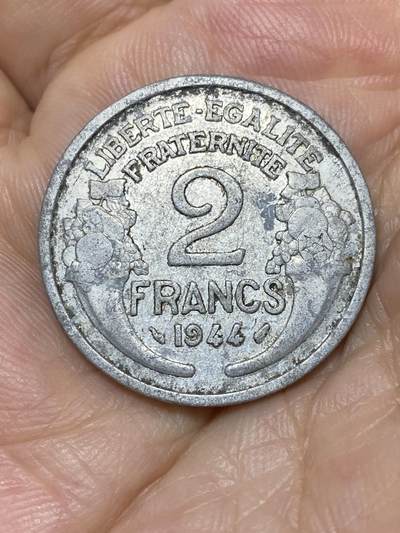 LIBERTE·EGALITE
FRATERNITE
2
FRANCS
1944